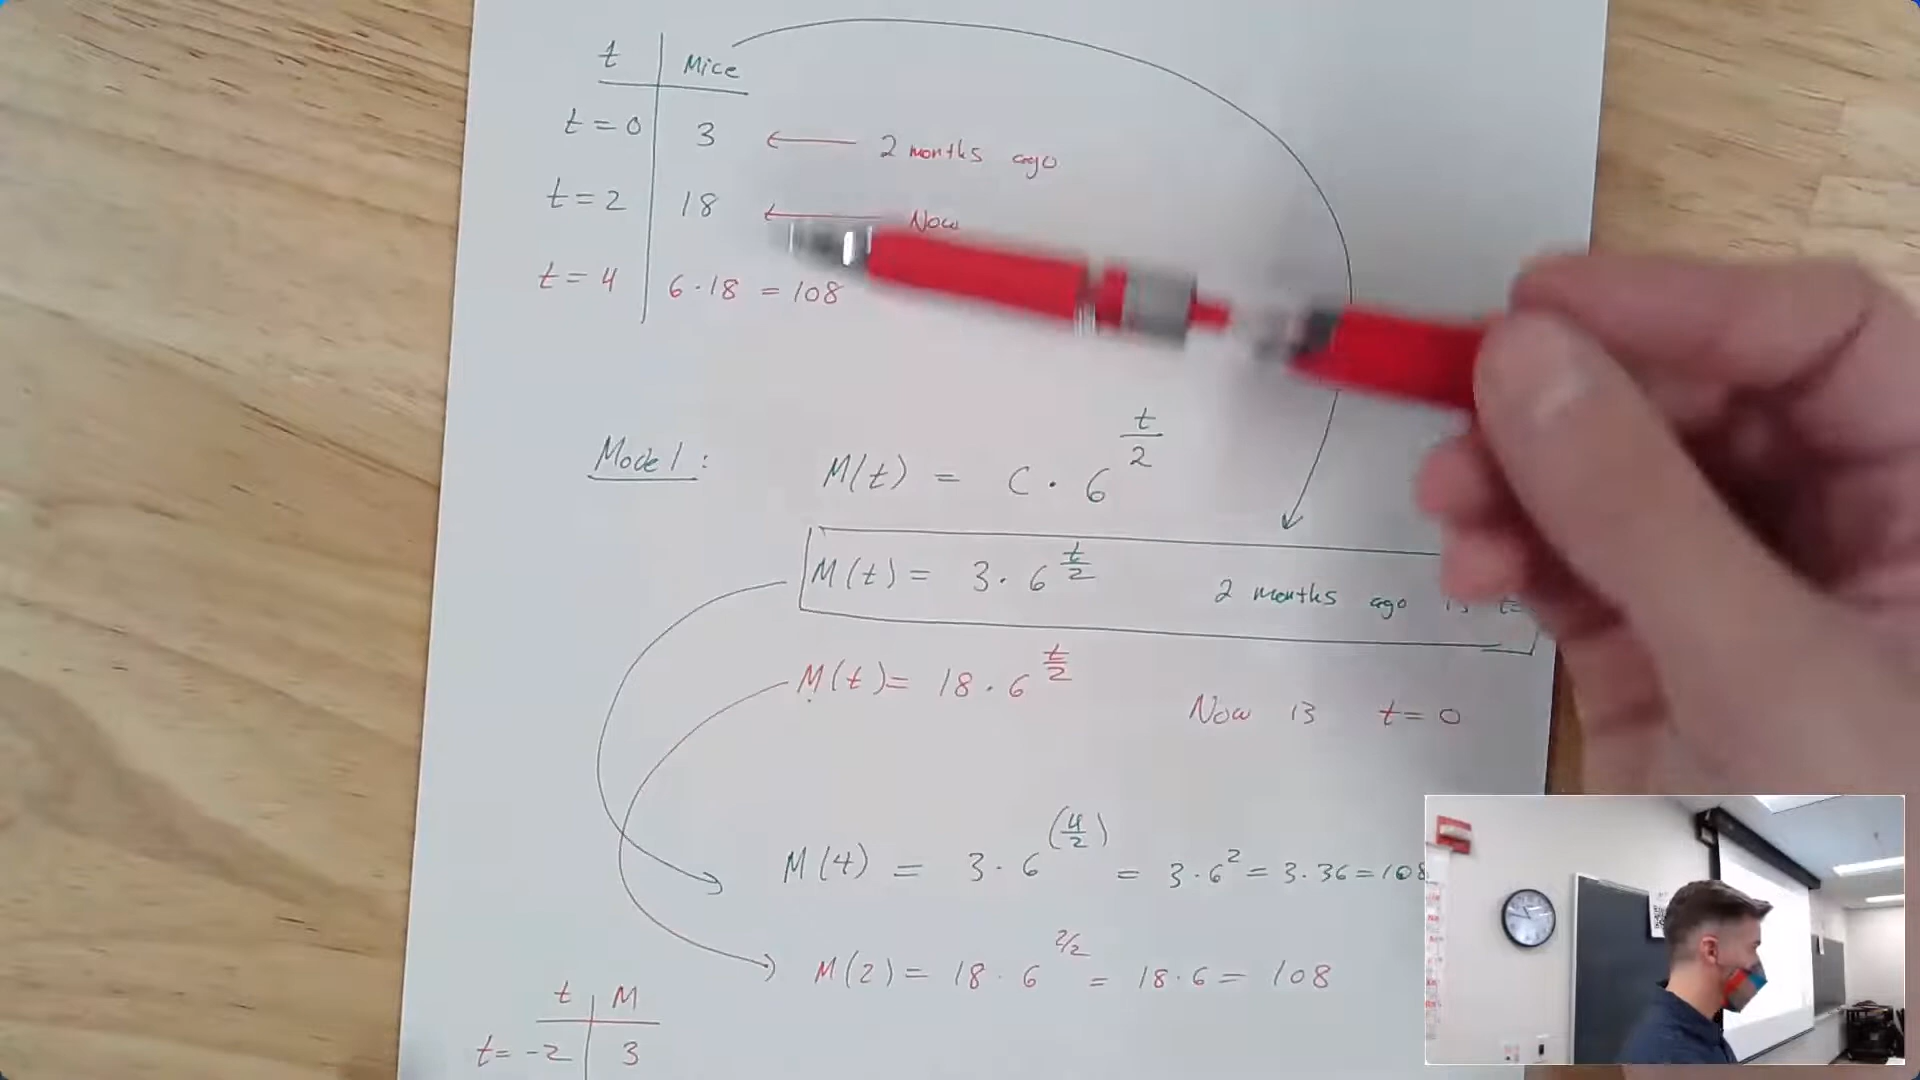 t Mice
t = 0 3 ← 2 months ago
t = 2 18 ← Now
t = 4 6 · 18 = 108
Model : M(t) = C · 6^(t/2)
M(t) = 3 · 6^(t/2) 2 months ago is t=
M(t) = 18 · 6^(t/2) Now is t = 0
M(4) = 3 · 6^(4/2) = 3 · 6² = 3 . 36 = 108
M(2) = 18 · 6^(2/2) = 18 · 6 = 108
t M
t = -2 3